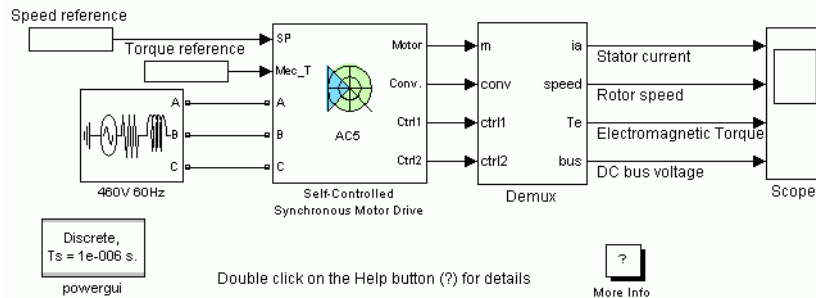 Speed reference
Torque reference
SP
Mec_T
A
B
C
A
B
C
460V 60Hz
AC5
Motor
Conv.
Ctrl1
Ctrl2
Self-Controlled
Synchronous Motor Drive
m
conv
ctrl1
ctrl2
ia
speed
Te
bus
Demux
Stator current
Rotor speed
Electromagnetic Torque
DC bus voltage
Scope
Discrete,
Ts = 1e-006 s.
powergui
Double click on the Help button (?) for details
?
More Info